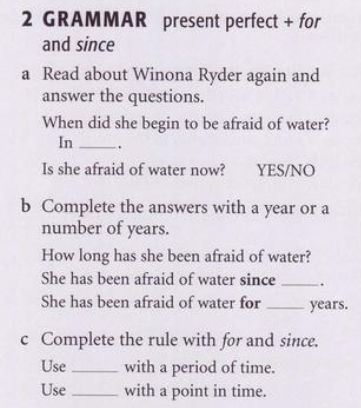 2 GRAMMAR present perfect + for
and since
a Read about Winona Ryder again and
answer the questions.
When did she begin to be afraid of water?
In _____.
Is she afraid of water now? YES/NO
b Complete the answers with a year or a
number of years.
How long has she been afraid of water?
She has been afraid of water since _____.
She has been afraid of water for _____ years.
c Complete the rule with for and since.
Use ______ with a period of time.
Use ______ with a point in time.